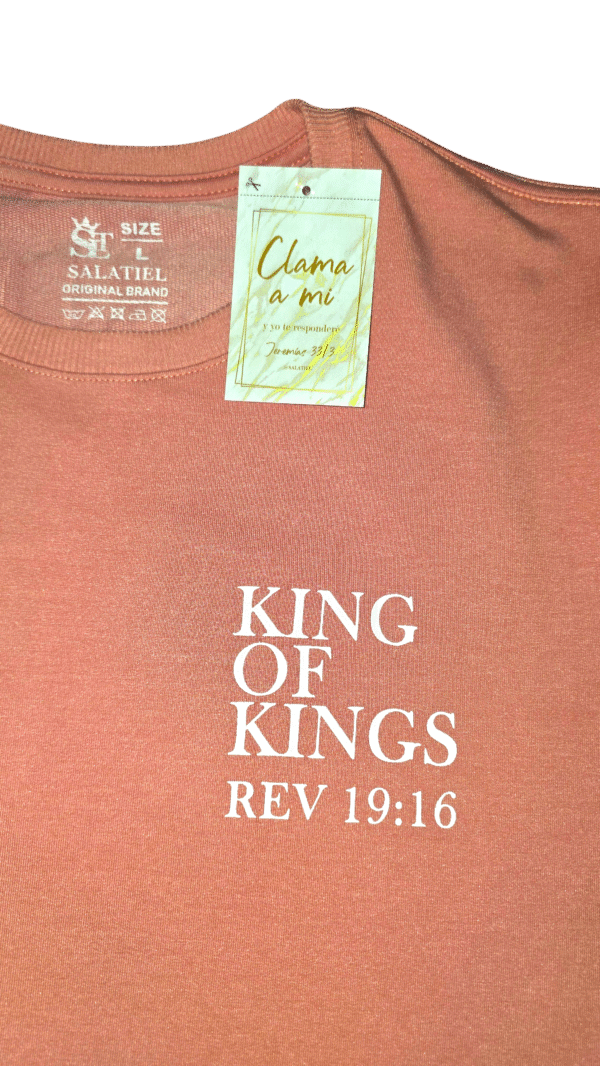 SLT
SIZE
L
SALATIEL
ORIGINAL BRAND
Clama
a mi
y yo te responderé
Jeremías 33/3
@SALATIEL
KING
OF
KINGS
REV 19:16